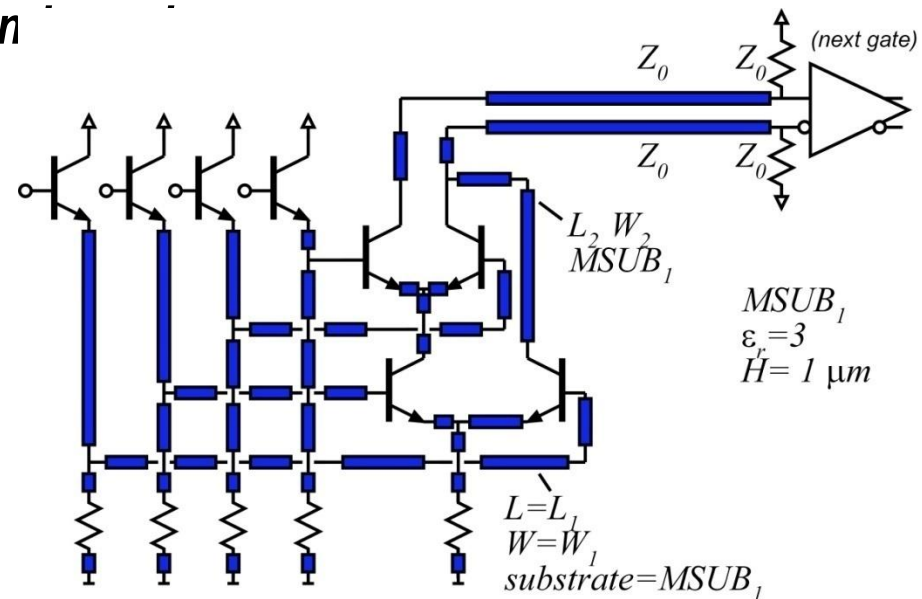 n
(next gate)
Z0 Z0
Z0 Z0
L2 W2
MSUB1
MSUB1
εr=3
H= 1 μm
L=L1
W=W1
substrate=MSUB1